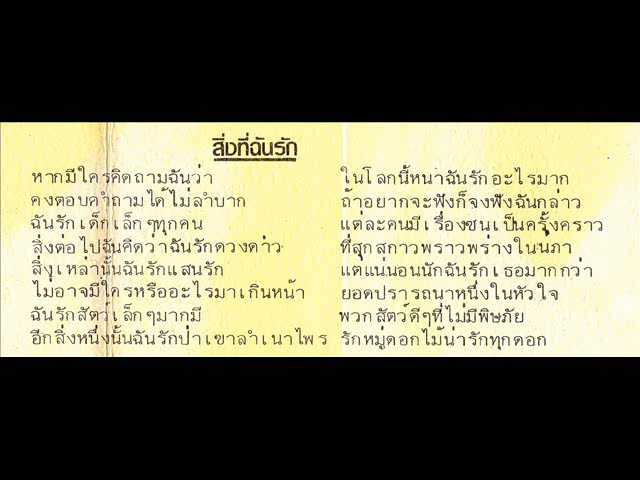 สิ่งที่ฉันรัก
หากมีใครคิดถามฉันว่า ในโลกนี้หนาฉันรักอะไรมาก
คงตอบคำถามได้ไม่ลำบาก ถ้าอยากจะฟังก็จงฟังฉันกล่าว
ฉันรักเด็กเล็กๆทุกคน แต่ละคนมีเรื่องซนเป็นครั้งคราว
สิ่งต่อไปฉันคิดว่าฉันรักดวงดาว ที่สุกสกาวพราวพร่างในนภา
สิ่งเหล่านั้นฉันรักแสนรัก แต่แน่นอนนักฉันรักเธอมากกว่า
ไม่อาจมีใครหรืออะไรมาเกินหน้า ยอดปรารถนาหนึ่งในหัวใจ
ฉันรักสัตว์เล็กๆมากมี พวกสัตว์ดีๆที่ไม่มีพิษภัย
อีกสิ่งหนึ่งนั้นฉันรักป่าเขาลำเนาไพร รักหมู่ดอกไม้น่ารักทุกดอก